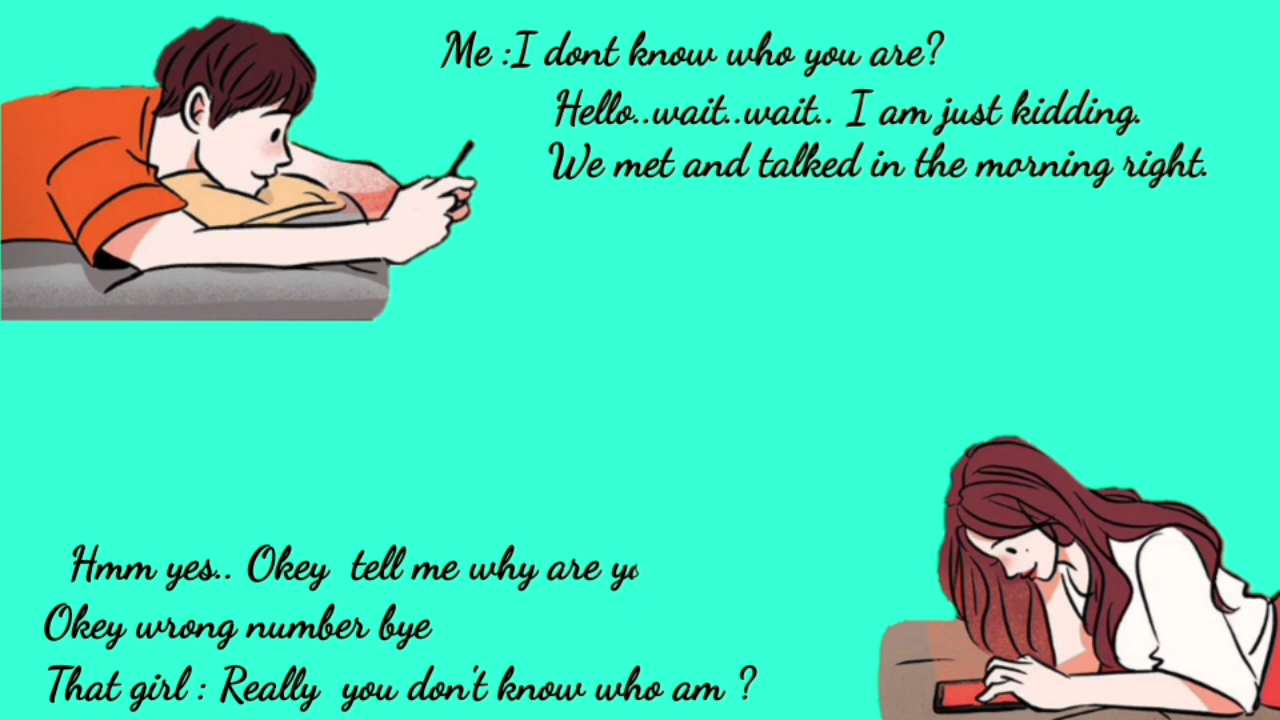 Me :I dont know who you are?
Hello..wait..wait.. I am just kidding.
We met and talked in the morning right.
Hmm yes.. Okey tell me why are
Okey wrong number bye
That girl : Really you don't know who am ?